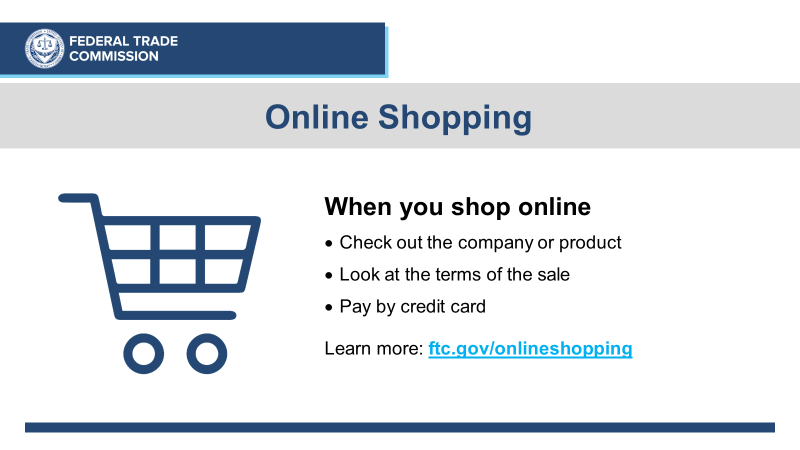 FEDERAL TRADE
COMMISSION
Online Shopping
When you shop online
• Check out the company or product
• Look at the terms of the sale
• Pay by credit card
Learn more: ftc.gov/onlineshopping